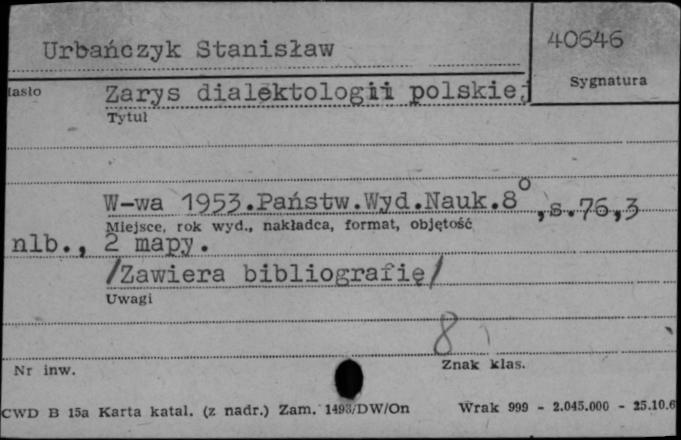 Urbańczyk Stanisław
40646
Sygnatura
Zarys dialektologii polskiej
Tytuł
W-wa 1953.Państw.Wyd.Nauk.8°,s.76,3
Miejsce, rok wyd., nakładca, format, objętość
nlb., 2 mapy.
/Zawiera bibliografię/
Uwagi
8
Nr inw.
Znak klas.
CWD B 15a Karta katal. (z nadr.) Zam. 1493/DW/On Wrak 999 - 2.045.000 - 25.10.6